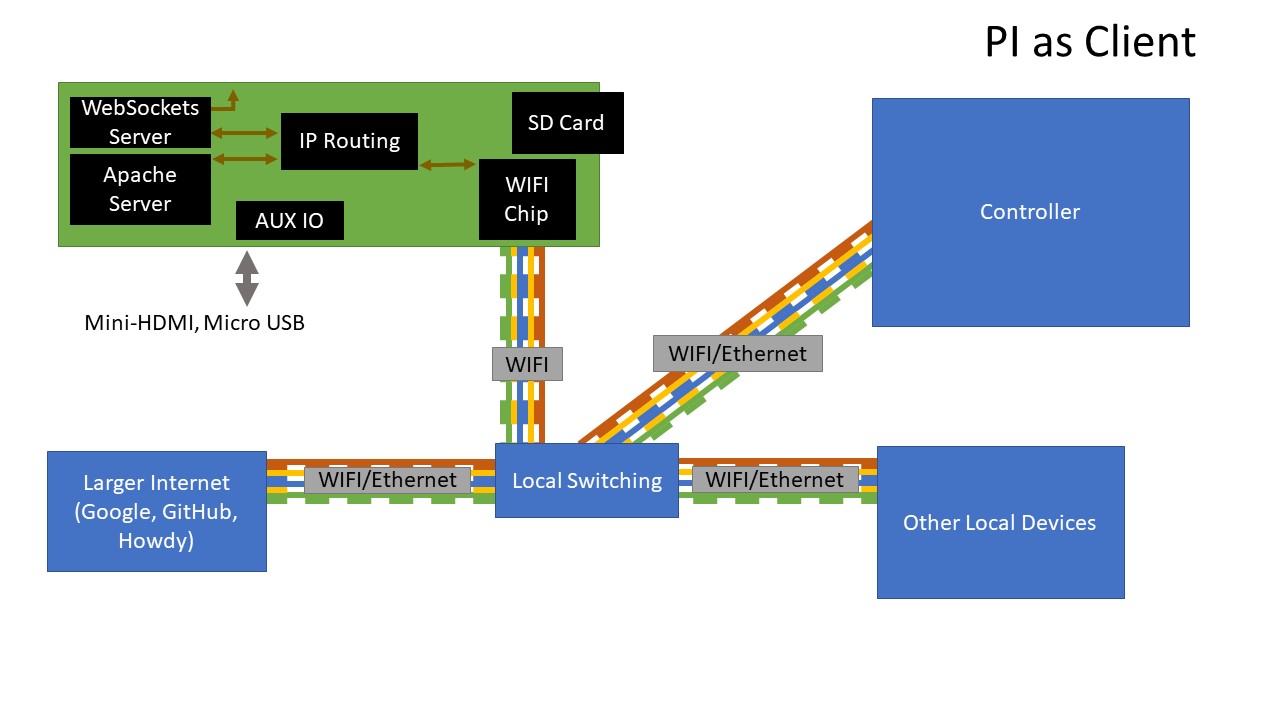 PI as Client
WebSockets
Server
IP Routing
SD Card
Apache
Server
WIFI
Chip
AUX IO
Controller
Mini-HDMI, Micro USB
WIFI
WIFI/Ethernet
Larger Internet
(Google, GitHub,
Howdy)
WIFI/Ethernet
Local Switching
WIFI/Ethernet
Other Local Devices